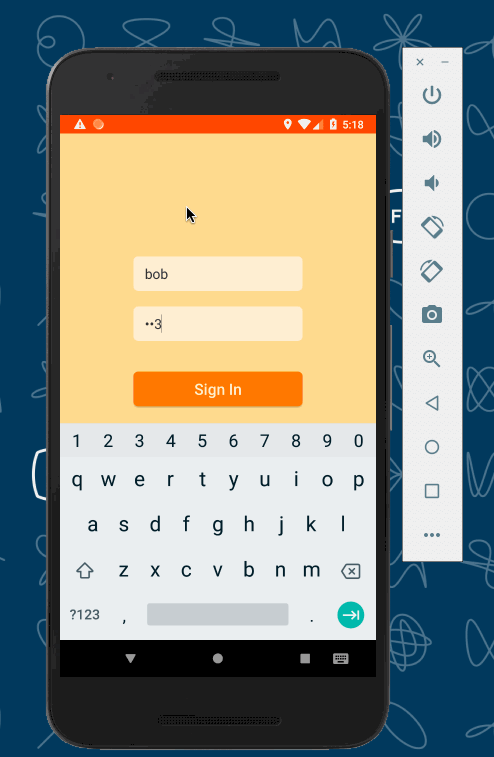 5:18
F
bob
••3
Sign In
1 2 3 4 5 6 7 8 9 0
q w e r t y u i o p
a s d f g h j k l
z x c v b n m
?123 , .